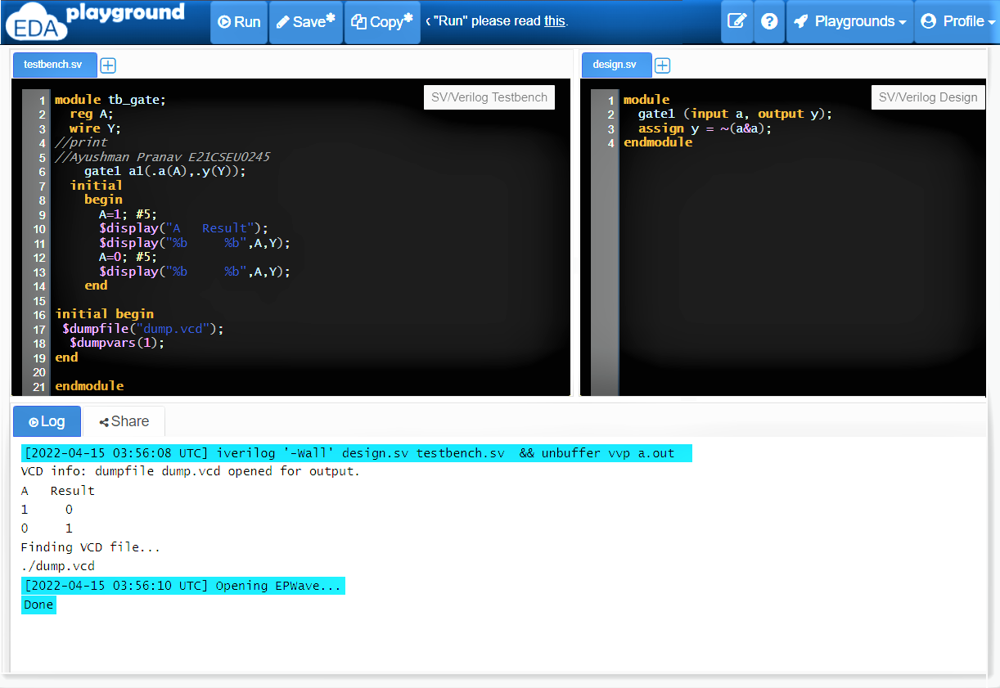 EDA playground
Run Save* Copy* ‹ "Run" please read this. Playgrounds Profile
testbench.sv
SV/Verilog Testbench
1 module tb_gate;
2   reg A;
3   wire Y;
4 //print
5 //Ayushman Pranav E21CSEU0245
6     gate1 a1(.a(A),.y(Y));
7   initial
8     begin
9       A=1; #5;
10       $display("A   Result");
11       $display("%b     %b",A,Y);
12       A=0; #5;
13       $display("%b     %b",A,Y);
14     end
15
16 initial begin
17  $dumpfile("dump.vcd");
18   $dumpvars(1);
19 end
20
21 endmodule
design.sv
SV/Verilog Design
1 module
2   gate1 (input a, output y);
3   assign y = ~(a&a);
4 endmodule
Log Share
[2022-04-15 03:56:08 UTC] iverilog '-Wall' design.sv testbench.sv  && unbuffer vvp a.out
VCD info: dumpfile dump.vcd opened for output.
A   Result
1     0
0     1
Finding VCD file...
./dump.vcd
[2022-04-15 03:56:10 UTC] Opening EPWave...
Done